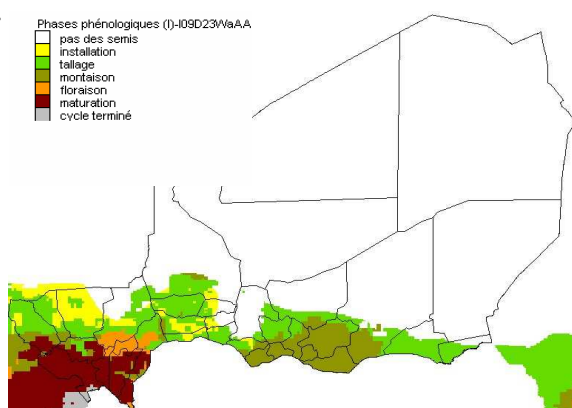 Phases phénologiques (I)-I09D23WaAA
pas des semis
installation
tallage
montaison
floraison
maturation
cycle terminé